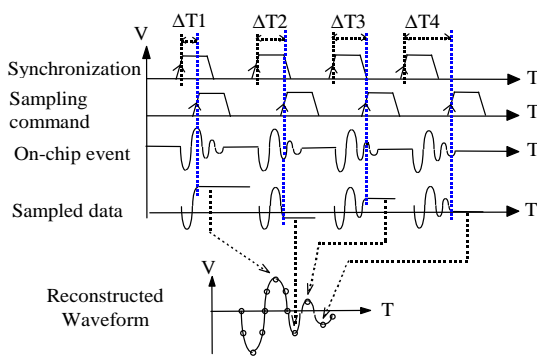 ΔT1 ΔT2 ΔT3 ΔT4
V
Synchronization
T
Sampling
command
T
On-chip event
T
Sampled data
T
V
Reconstructed
Waveform
T